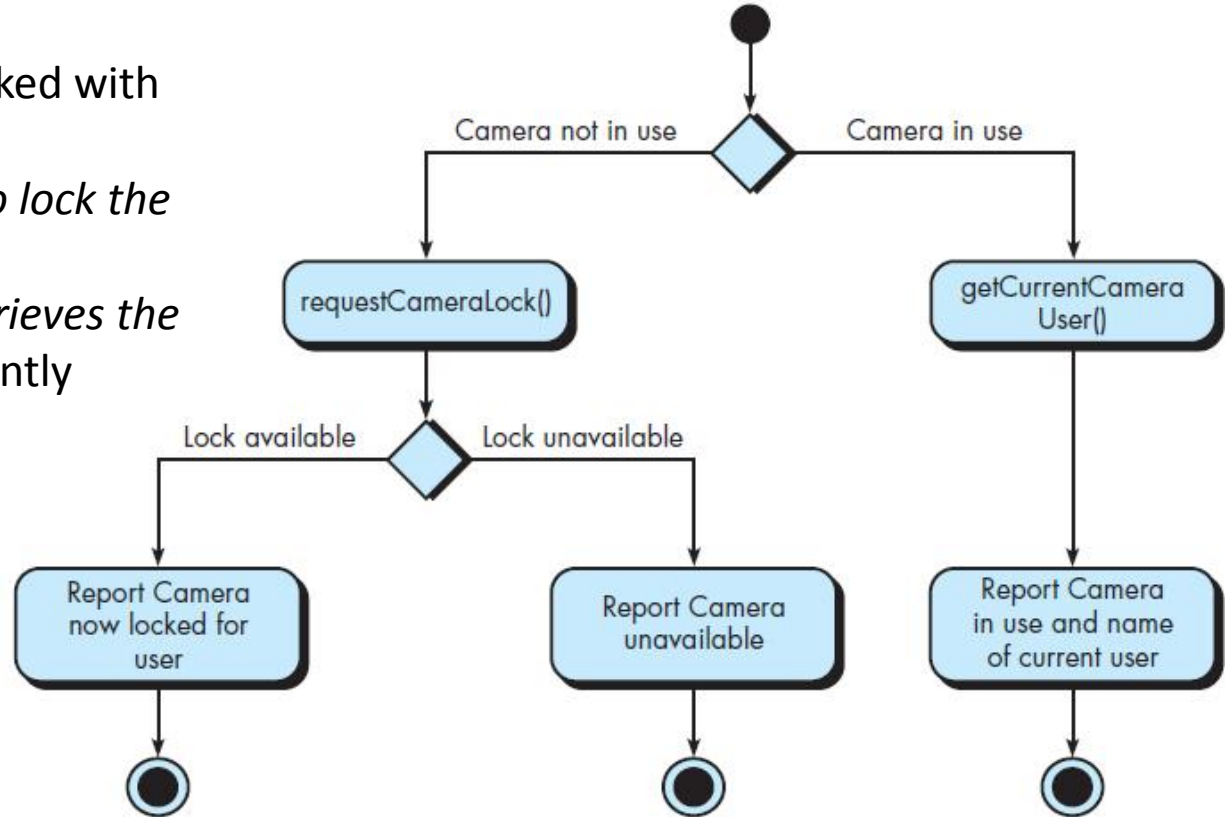 ked with
o lock the
rieves the
ntly
Camera not in use
Camera in use
requestCameraLock()
getCurrentCamera
User()
Lock available
Lock unavailable
Report Camera
now locked for
user
Report Camera
unavailable
Report Camera
in use and name
of current user